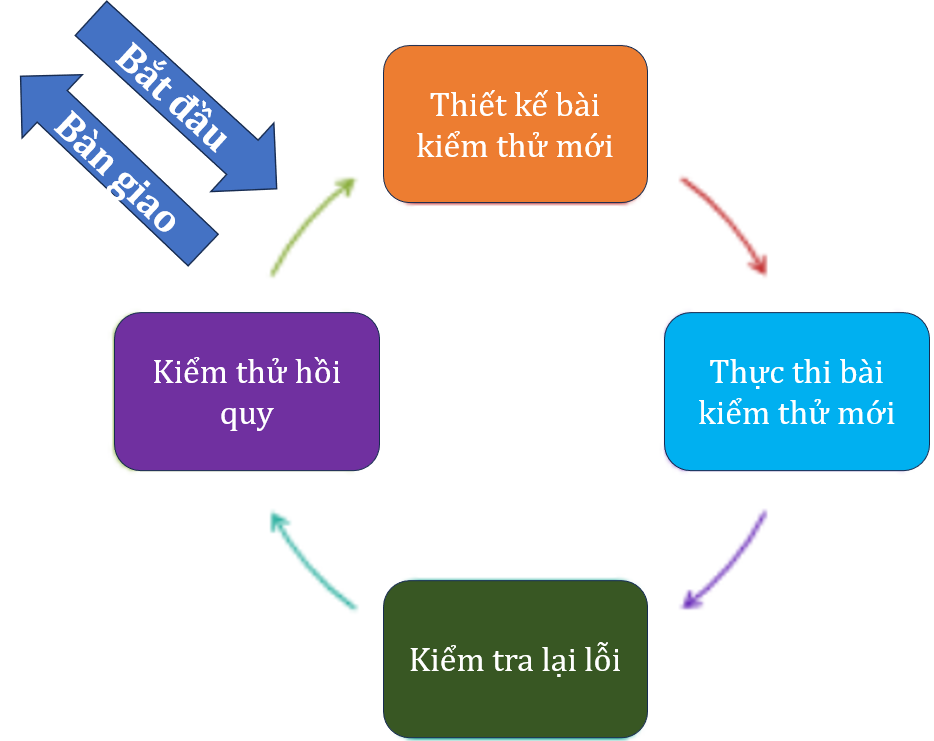 Bắt đầu
Bàn giao
Thiết kế bài
kiểm thử mới
Kiểm thử hồi
quy
Thực thi bài
kiểm thử mới
Kiểm tra lại lỗi